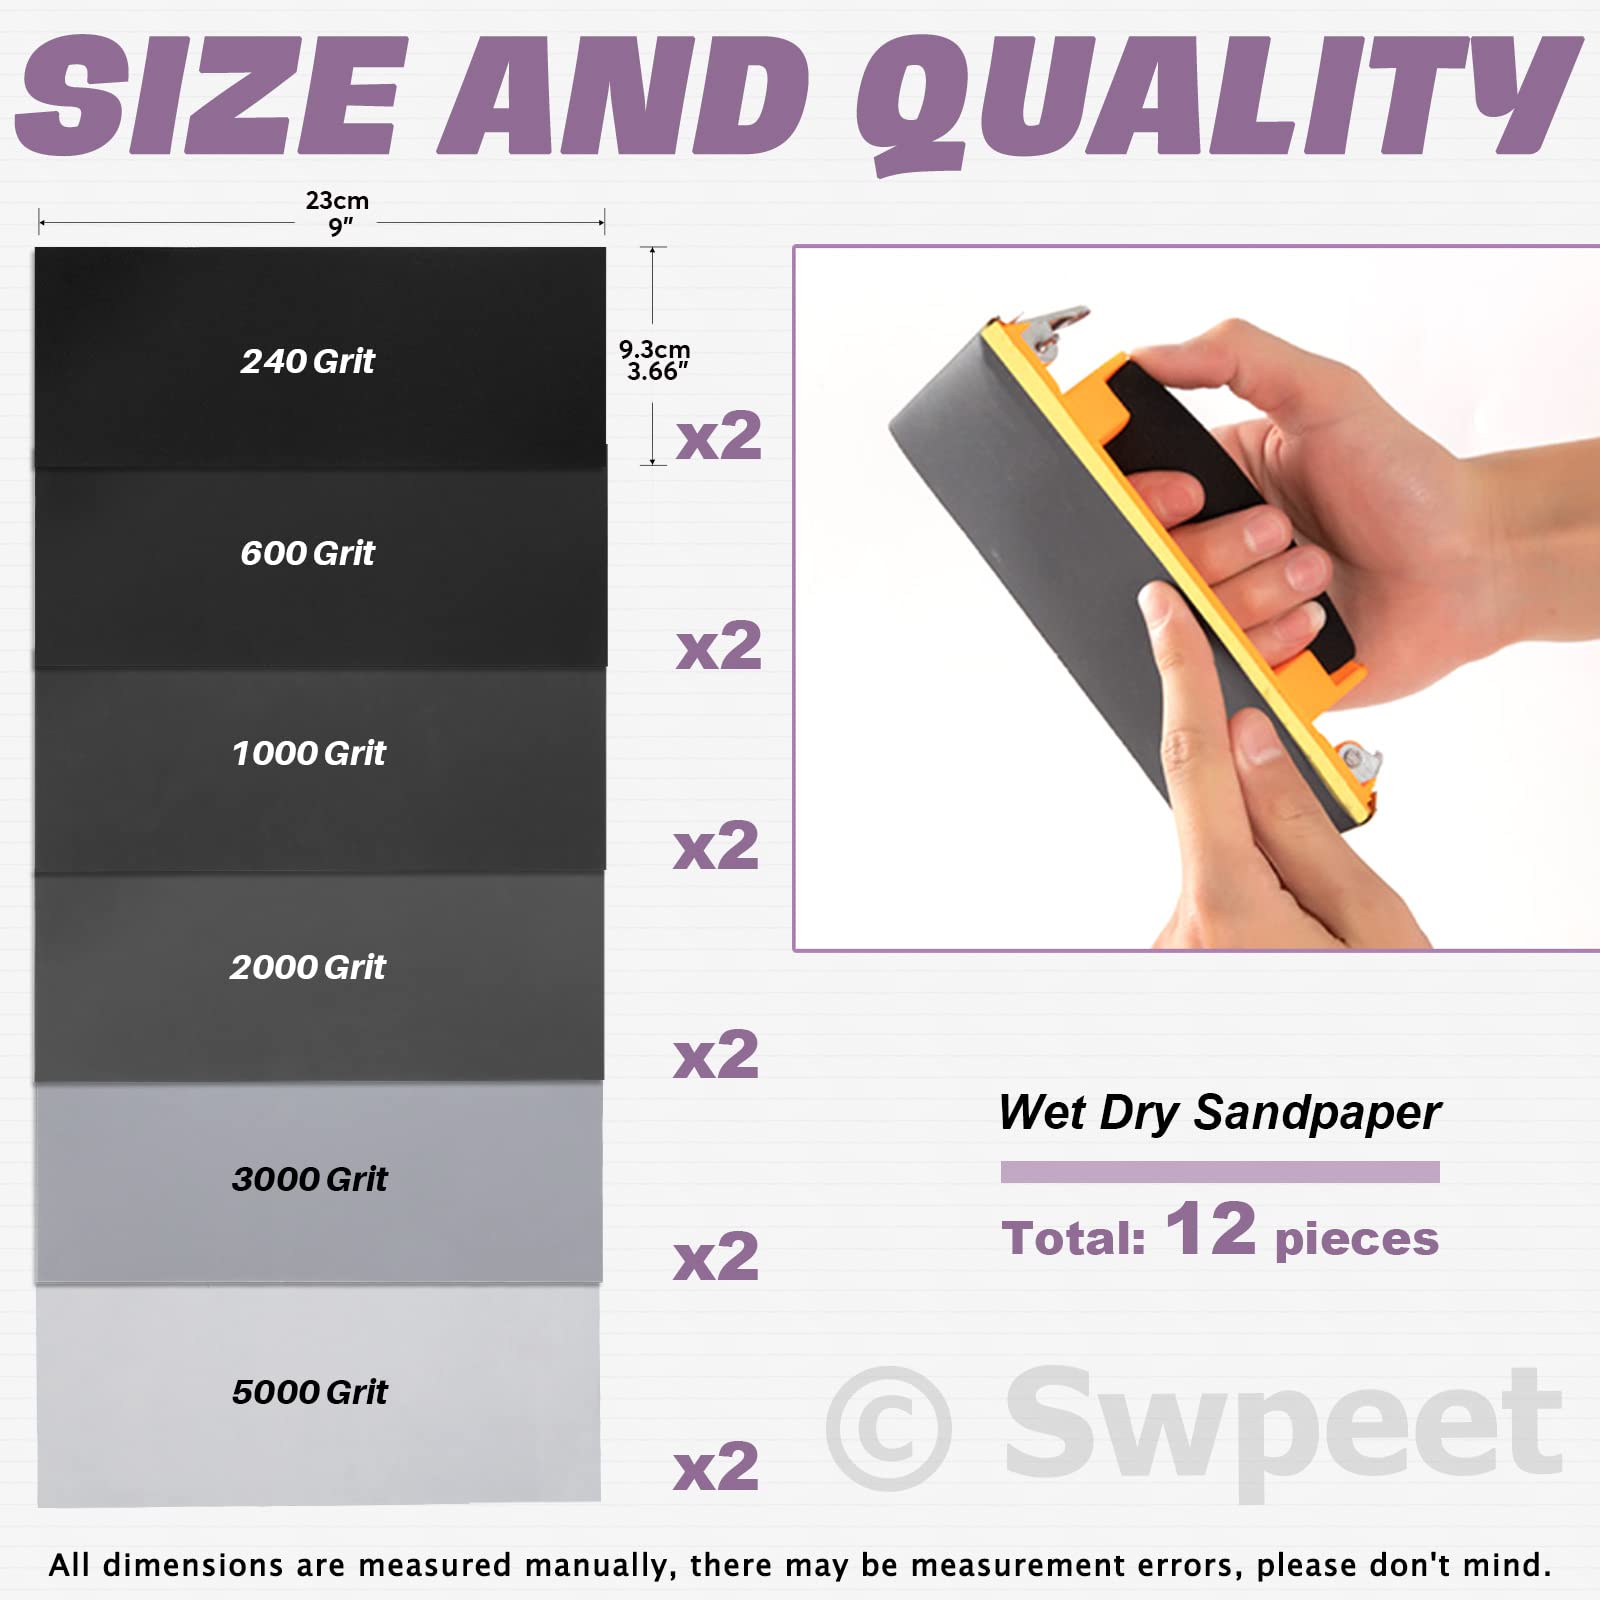 SIZE AND QUALITY
23cm
9”
9.3cm
3.66”
240 Grit
x2
600 Grit
x2
1000 Grit
x2
2000 Grit
x2
3000 Grit
x2
5000 Grit
x2
Wet Dry Sandpaper
Total: 12 pieces
© Swpeet
All dimensions are measured manually, there may be measurement errors, please don't mind.